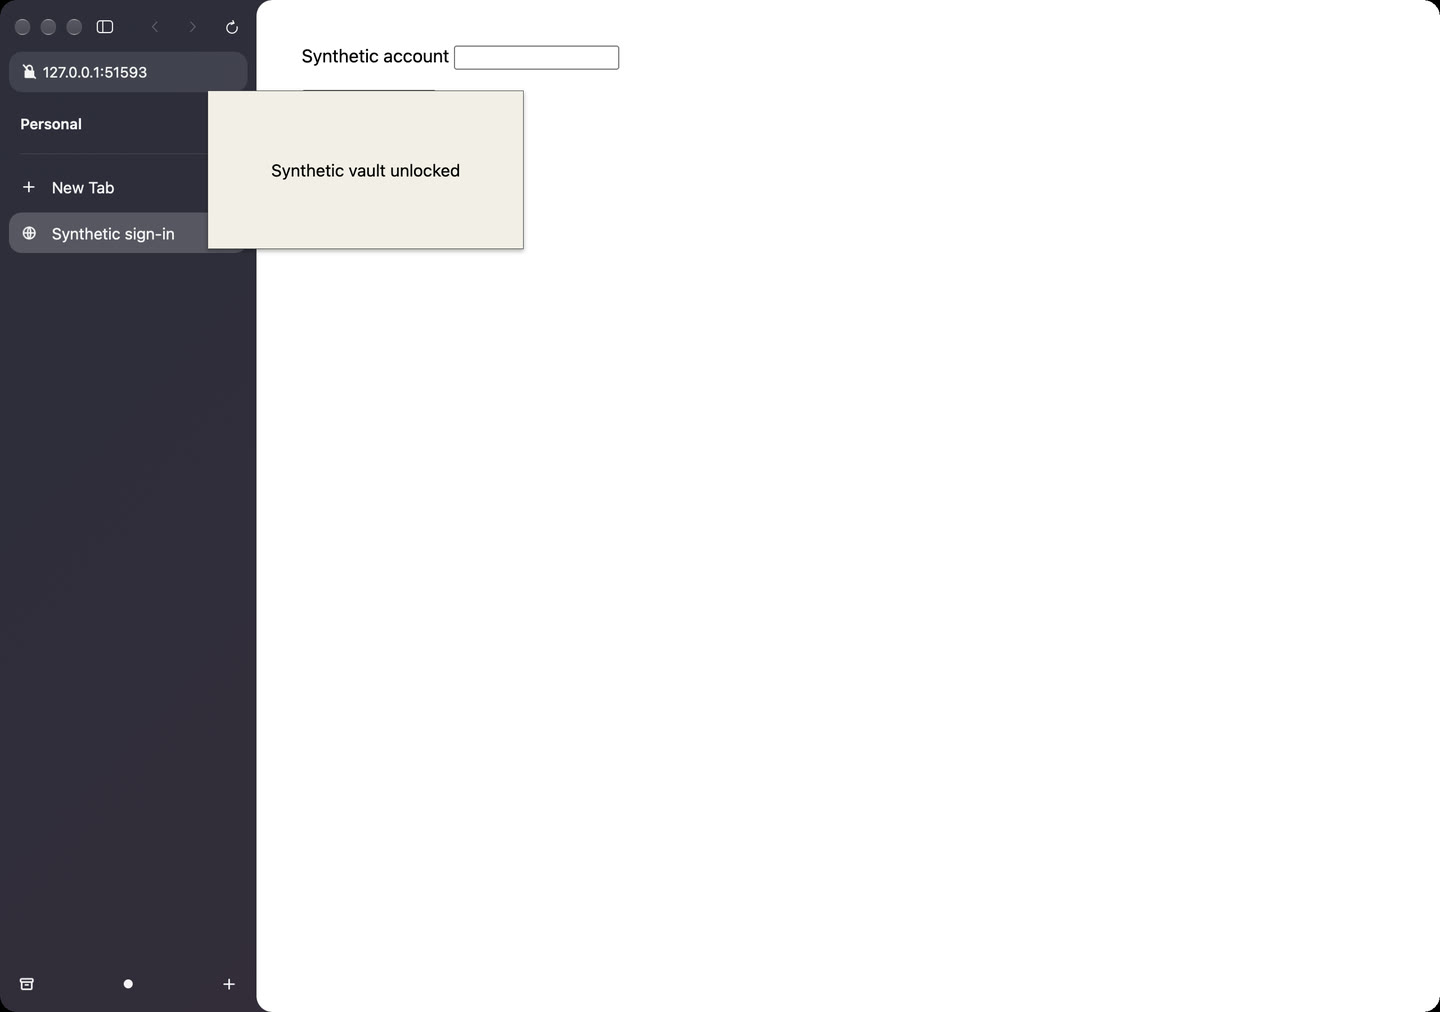 127.0.0.1:51593
Personal
New Tab
Synthetic sign-in
Synthetic account
Synthetic vault unlocked